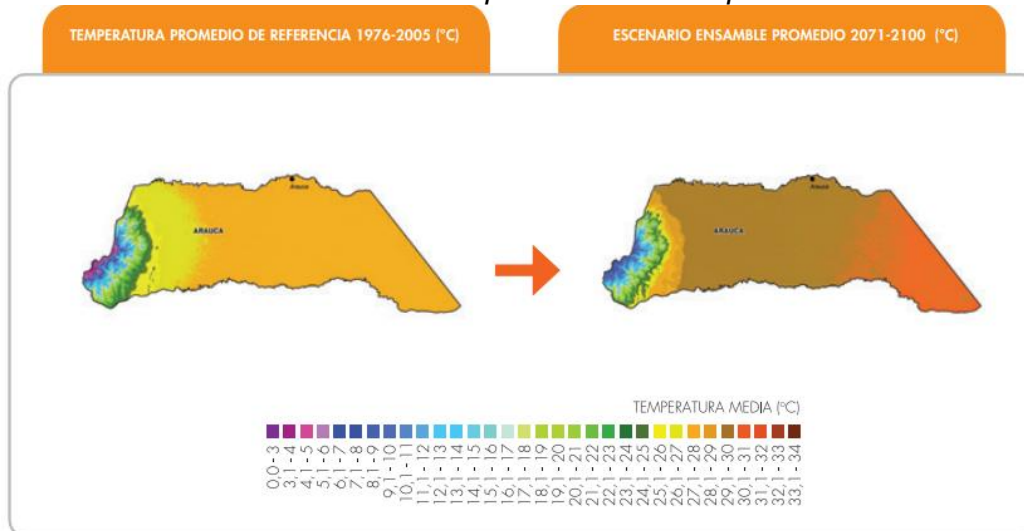 TEMPERATURA PROMEDIO DE REFERENCIA 1976-2005 (°C)
ESCENARIO ENSAMBLE PROMEDIO 2071-2100 (°C)
Arauca
ARAUCA
Arauca
ARAUCA
TEMPERATURA MEDIA (°C)
0,0 - 3
3,1 - 4
4,1 - 5
5,1 - 6
6,1 - 7
7,1 - 8
8,1 - 9
9,1 - 10
10,1 - 11
11,1 - 12
12,1 - 13
13,1 - 14
14,1 - 15
15,1 - 16
16,1 - 17
17,1 - 18
18,1 - 19
19,1 - 20
20,1 - 21
21,1 - 22
22,1 - 23
23,1 - 24
24,1 - 25
25,1 - 26
26,1 - 27
27,1 - 28
28,1 - 29
29,1 - 30
30,1 - 31
31,1 - 32
32,1 - 33
33,1 - 34